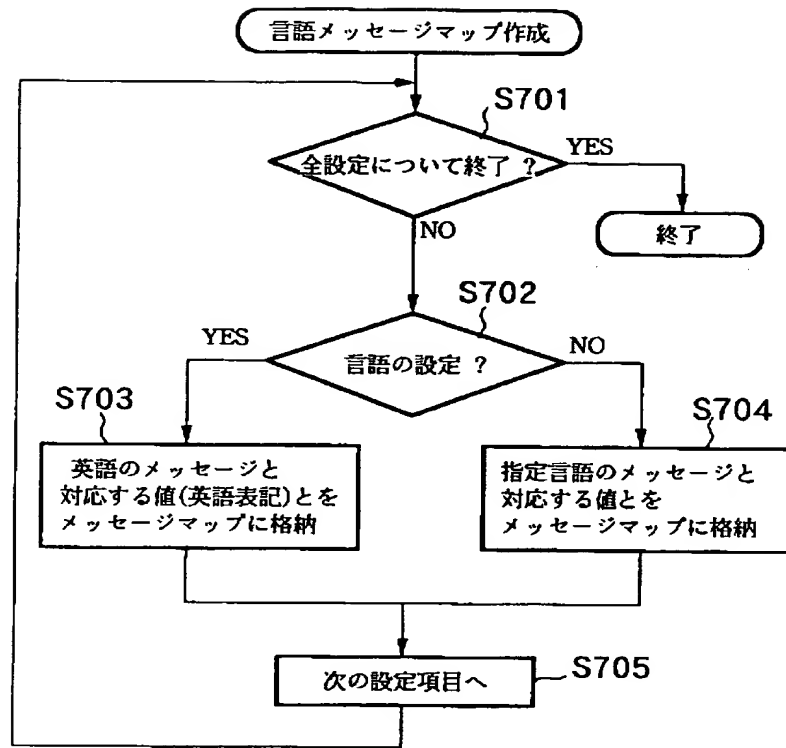 言語メッセージマップ作成
S701
全設定について終了 ?
YES
NO
終了
S702
YES
言語の設定 ?
NO
S703
英語のメッセージと
対応する値(英語表記)とを
メッセージマップに格納
S704
指定言語のメッセージと
対応する値とを
メッセージマップに格納
次の設定項目へ
S705